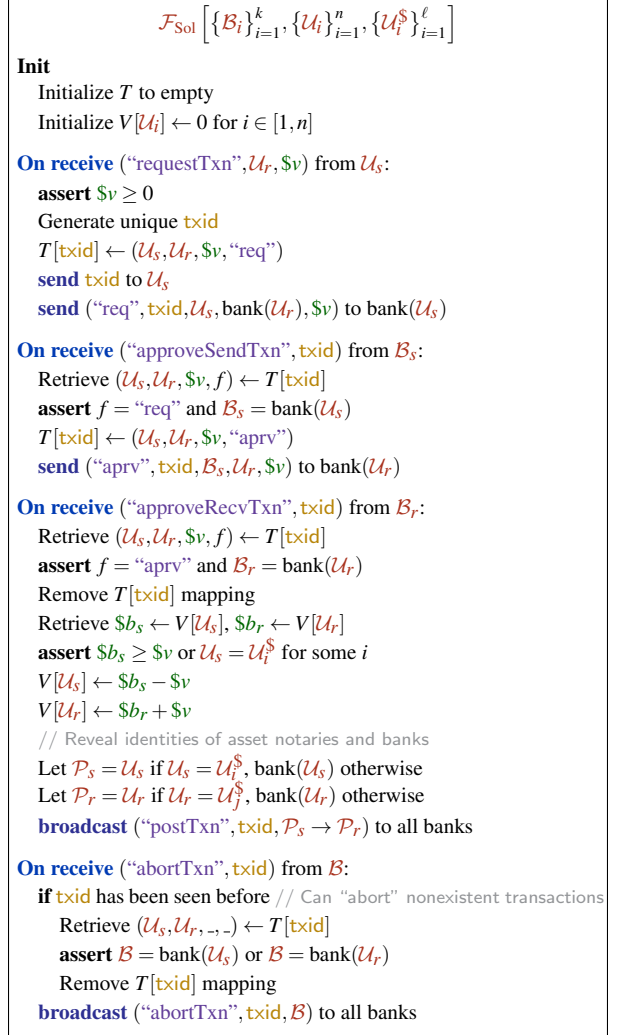 𝓕_Sol [{𝓑_i}_{i=1}^k, {𝓤_i}_{i=1}^n, {𝓤_i^$}_{i=1}^ℓ]
Init
Initialize T to empty
Initialize V[𝓤_i] ← 0 for i ∈ [1,n]
On receive (“requestTxn”, 𝓤_r, $v) from 𝓤_s:
assert $v ≥ 0
Generate unique txid
T[txid] ← (𝓤_s, 𝓤_r, $v, “req”)
send txid to 𝓤_s
send (“req”, txid, 𝓤_s, bank(𝓤_r), $v) to bank(𝓤_s)
On receive (“approveSendTxn”, txid) from 𝓑_s:
Retrieve (𝓤_s, 𝓤_r, $v, f) ← T[txid]
assert f = “req” and 𝓑_s = bank(𝓤_s)
T[txid] ← (𝓤_s, 𝓤_r, $v, “aprv”)
send (“aprv”, txid, 𝓑_s, 𝓤_r, $v) to bank(𝓤_r)
On receive (“approveRecvTxn”, txid) from 𝓑_r:
Retrieve (𝓤_s, 𝓤_r, $v, f) ← T[txid]
assert f = “aprv” and 𝓑_r = bank(𝓤_r)
Remove T[txid] mapping
Retrieve $b_s ← V[𝓤_s], $b_r ← V[𝓤_r]
assert $b_s ≥ $v or 𝓤_s = 𝓤_i^$ for some i
V[𝓤_s] ← $b_s − $v
V[𝓤_r] ← $b_r + $v
// Reveal identities of asset notaries and banks
Let 𝓟_s = 𝓤_s if 𝓤_s = 𝓤_i^$, bank(𝓤_s) otherwise
Let 𝓟_r = 𝓤_r if 𝓤_r = 𝓤_j^$, bank(𝓤_r) otherwise
broadcast (“postTxn”, txid, 𝓟_s → 𝓟_r) to all banks
On receive (“abortTxn”, txid) from 𝓑:
if txid has been seen before // Can “abort” nonexistent transactions
Retrieve (𝓤_s, 𝓤_r, _, _) ← T[txid]
assert 𝓑 = bank(𝓤_s) or 𝓑 = bank(𝓤_r)
Remove T[txid] mapping
broadcast (“abortTxn”, txid, 𝓑) to all banks